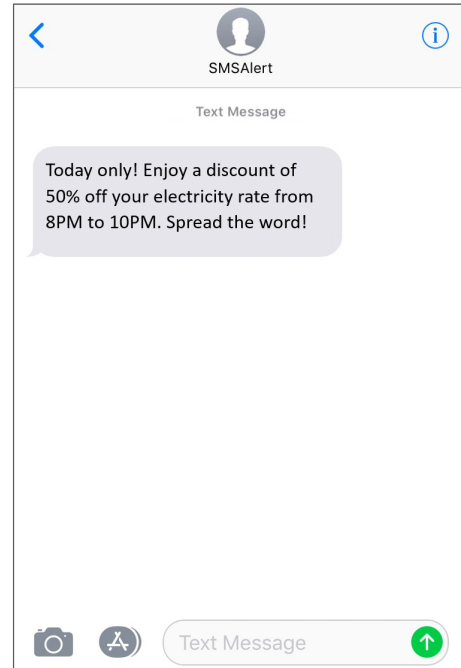 SMSAlert
Text Message
Today only! Enjoy a discount of
50% off your electricity rate from
8PM to 10PM. Spread the word!
Text Message